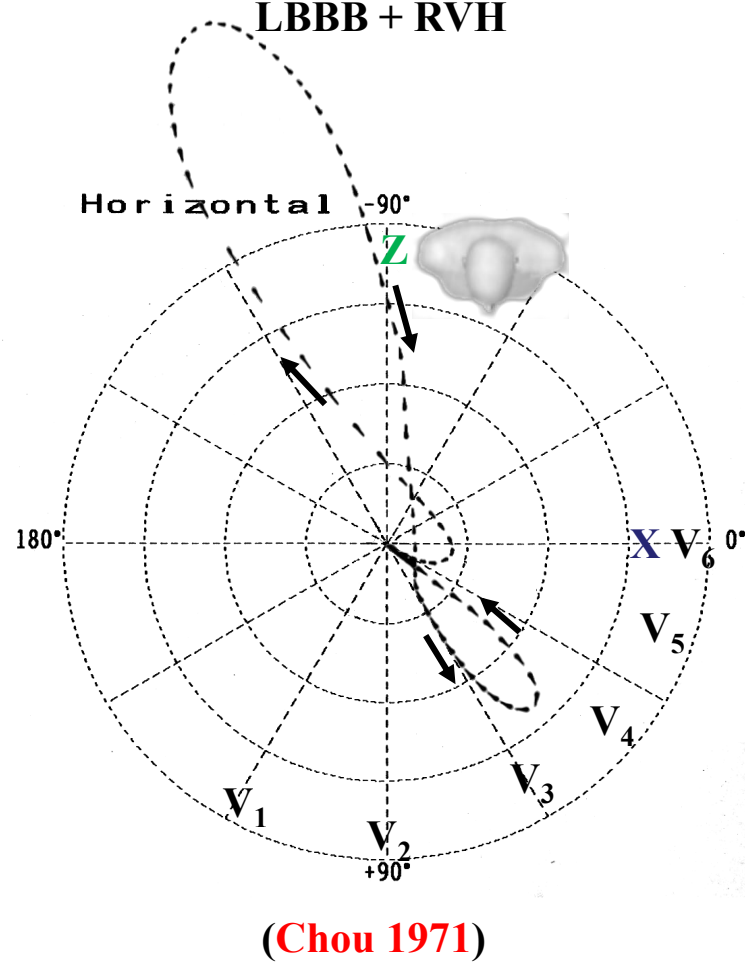 LBBB + RVH
Horizontal
-90°
Z
180°
X
V6
0°
V5
V4
V3
V1
V2
+90°
(Chou 1971)